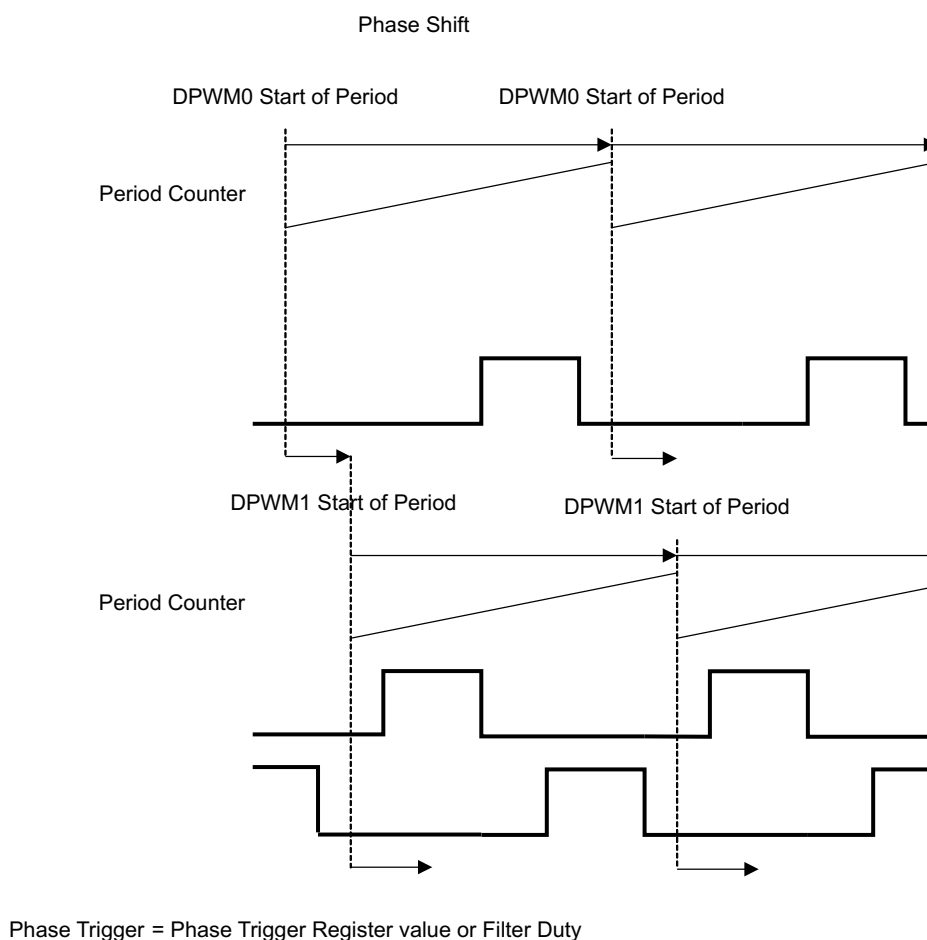 Phase Shift
DPWM0 Start of Period
DPWM0 Start of Period
Period Counter
DPWM1 Start of Period
DPWM1 Start of Period
Period Counter
Phase Trigger = Phase Trigger Register value or Filter Duty